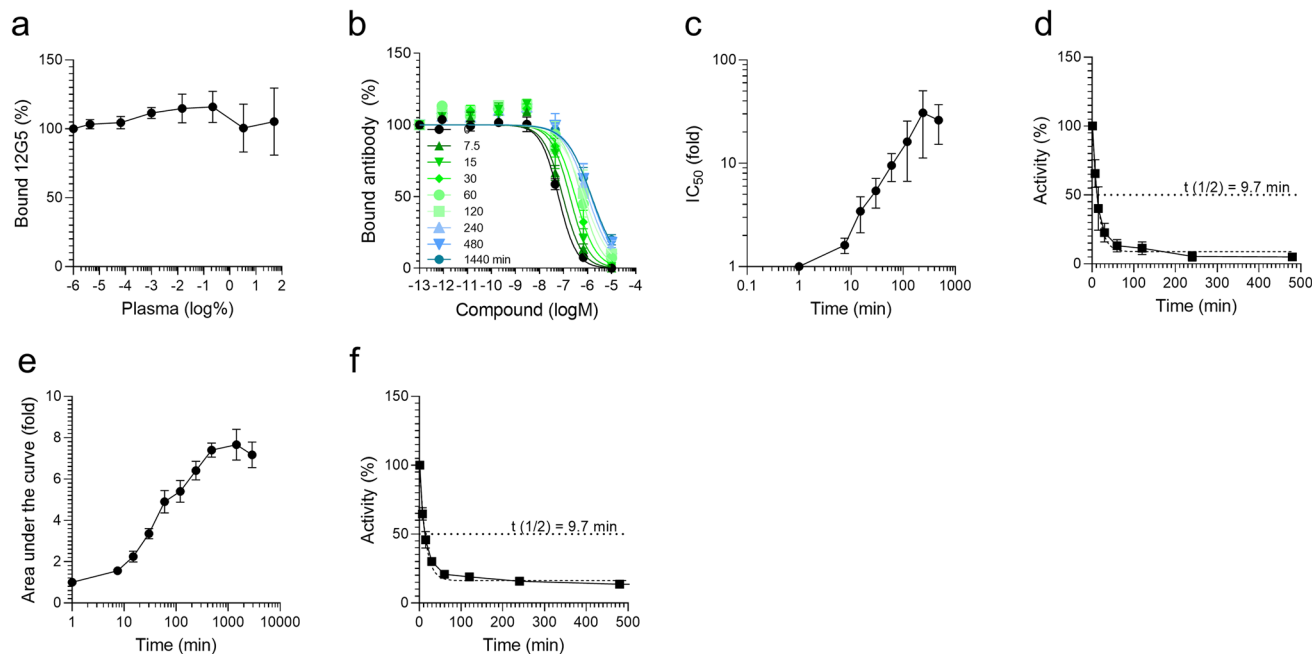 a
150
100
50
0
Bound 12G5 (%)
-6 -5 -4 -3 -2 -1 0 1 2
Plasma (log%)
b
150
100
50
0
Bound antibody (%)
0
7.5
15
30
60
120
240
480
1440 min
-13 -12 -11 -10 -9 -8 -7 -6 -5 -4
Compound (logM)
c
100
10
1
IC50 (fold)
0.1 1 10 100 1000
Time (min)
d
150
100
50
0
Activity (%)
t (1/2) = 9.7 min
0 100 200 300 400 500
Time (min)
e
10
8
6
4
2
0
Area under the curve (fold)
1 10 100 1000 10000
Time (min)
f
150
100
50
0
Activity (%)
t (1/2) = 9.7 min
0 100 200 300 400 500
Time (min)